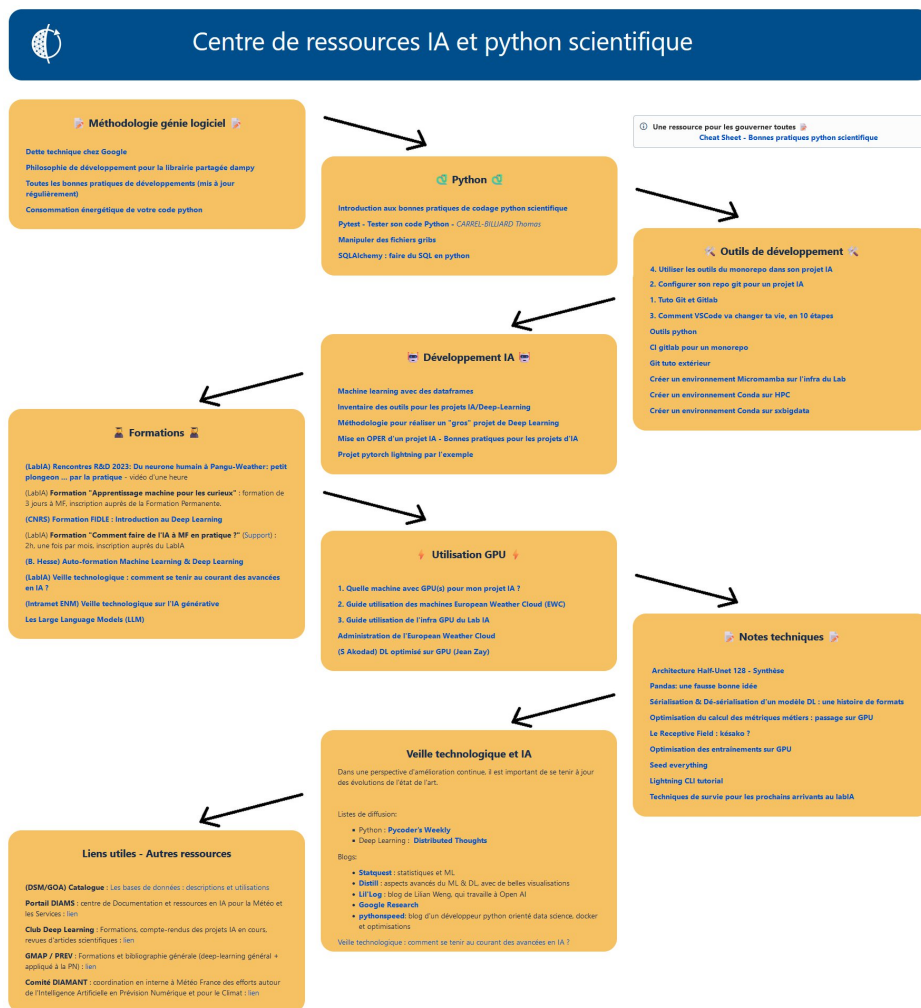 Centre de ressources IA et python scientifique
Méthodologie génie logiciel
Dette technique chez Google
Philosophie de développement pour la librairie partagée dampy
Toutes les bonnes pratiques de développements (mis à jour
régulièrement)
Consommation énergétique de votre code python
Une ressource pour les gouverner toutes
Cheat Sheet - Bonnes pratiques python scientifique
Python
Introduction aux bonnes pratiques de codage python scientifique
Pytest - Tester son code Python - CARREL-BILLIARD Thomas
Manipuler des fichiers gribs
SQLAlchemy : faire du SQL en python
Outils de développement
4. Utiliser les outils du monorepo dans son projet IA
2. Configurer son repo git pour un projet IA
1. Tuto Git et Gitlab
3. Comment VSCode va changer ta vie, en 10 étapes
Outils python
CI gitlab pour un monorepo
Git tuto extérieur
Créer un environnement Micromamba sur l'infra du Lab
Créer un environnement Conda sur HPC
Créer un environnement Conda sur sxbigdata
Développement IA
Machine learning avec des dataframes
Inventaire des outils pour les projets IA/Deep-Learning
Méthodologie pour réaliser un "gros" projet de Deep Learning
Mise en OPER d'un projet IA - Bonnes pratiques pour les projets d'IA
Projet pytorch lightning par l'exemple
Formations
(LabIA) Rencontres R&D 2023: Du neurone humain à Pangu-Weather: petit
plongeon ... par la pratique - vidéo d'une heure
(LabIA) Formation "Apprentissage machine pour les curieux" : formation de
3 jours à MF, inscription auprès de la Formation Permanente.
(CNRS) Formation FIDLE : Introduction au Deep Learning
(LabIA) Formation "Comment faire de l'IA à MF en pratique ?" (Support) :
2h, une fois par mois, inscription auprès du LabIA
(B. Hesse) Auto-formation Machine Learning & Deep Learning
(LabIA) Veille technologique : comment se tenir au courant des avancées
en IA ?
(Intramet ENM) Veille technologique sur l'IA générative
Les Large Language Models (LLM)
Utilisation GPU
1. Quelle machine avec GPU(s) pour mon projet IA ?
2. Guide utilisation des machines European Weather Cloud (EWC)
3. Guide utilisation de l'infra GPU du Lab IA
Administration de l'European Weather Cloud
(S Akodad) DL optimisé sur GPU (Jean Zay)
Notes techniques
Architecture Half-Unet 128 - Synthèse
Pandas: une fausse bonne idée
Sérialisation & Dé-sérialisation d'un modèle DL : une histoire de formats
Optimisation du calcul des métriques métiers : passage sur GPU
Le Receptive Field : késako ?
Optimisation des entraînements sur GPU
Seed everything
Lightning CLI tutorial
Techniques de survie pour les prochains arrivants au labIA
Veille technologique et IA
Dans une perspective d'amélioration continue, il est important de se tenir à jour
des évolutions de l'état de l'art.
Listes de diffusion:
• Python : Pycoder's Weekly
• Deep Learning : Distributed Thoughts
Blogs:
• Statquest : statistiques et ML
• Distill : aspects avancés du ML & DL, avec de belles visualisations
• Lil'Log : blog de Lilian Weng, qui travaille à Open AI
• Google Research
• pythonspeed: blog d'un développeur python orienté data science, docker
et optimisations
Veille technologique : comment se tenir au courant des avancées en IA ?
Liens utiles - Autres ressources
(DSM/GOA) Catalogue : Les bases de données : descriptions et utilisations
Portail DIAMS : centre de Documentation et ressources en IA pour la Météo et
les Services : lien
Club Deep Learning : Formations, compte-rendus des projets IA en cours,
revues d'articles scientifiques : lien
GMAP / PREV : Formations et bibliographie générale (deep-learning général +
appliqué à la PN) : lien
Comité DIAMANT : coordination en interne à Météo France des efforts autour
de l'Intelligence Artificielle en Prévision Numérique et pour le Climat : lien